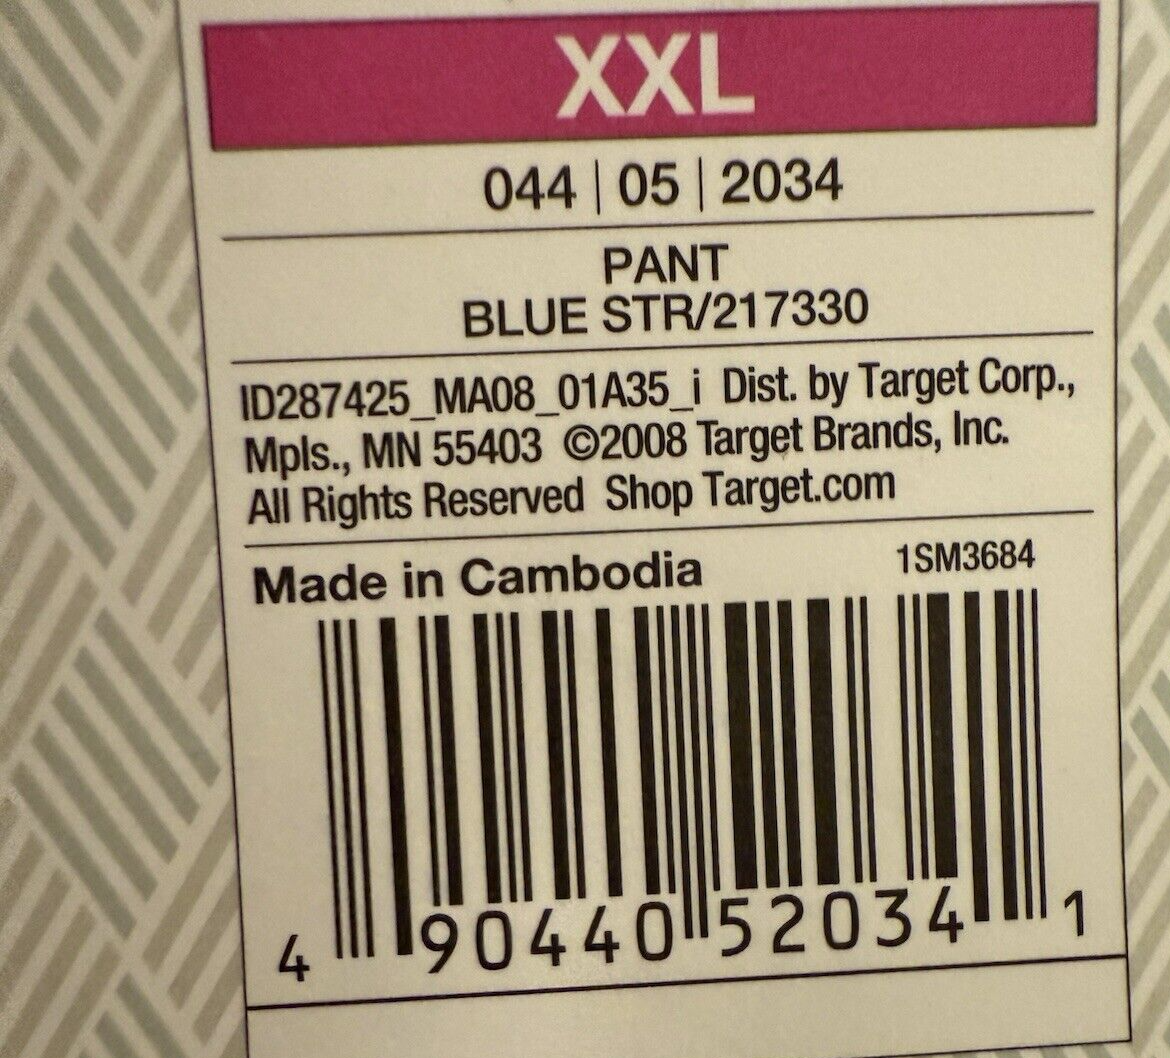 XXL
044 | 05 | 2034
PANT
BLUE STR/217330
ID287425_MA08_01A35_i Dist. by Target Corp.,
Mpls., MN 55403 ©2008 Target Brands, Inc.
All Rights Reserved Shop Target.com
Made in Cambodia 1SM3684
4 90440 52034 1